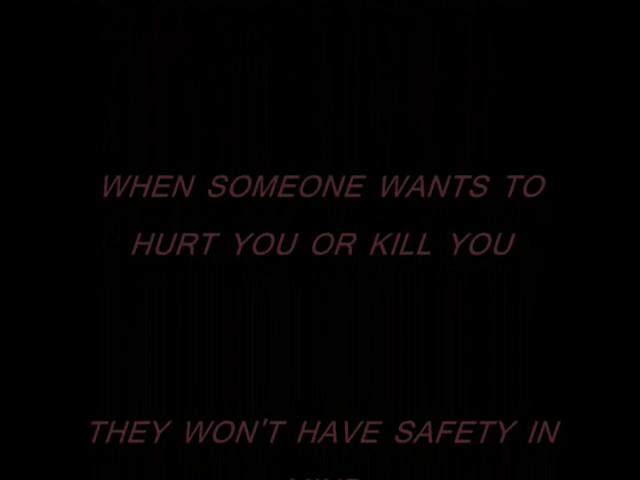 WHEN SOMEONE WANTS TO
HURT YOU OR KILL YOU
THEY WON'T HAVE SAFETY IN